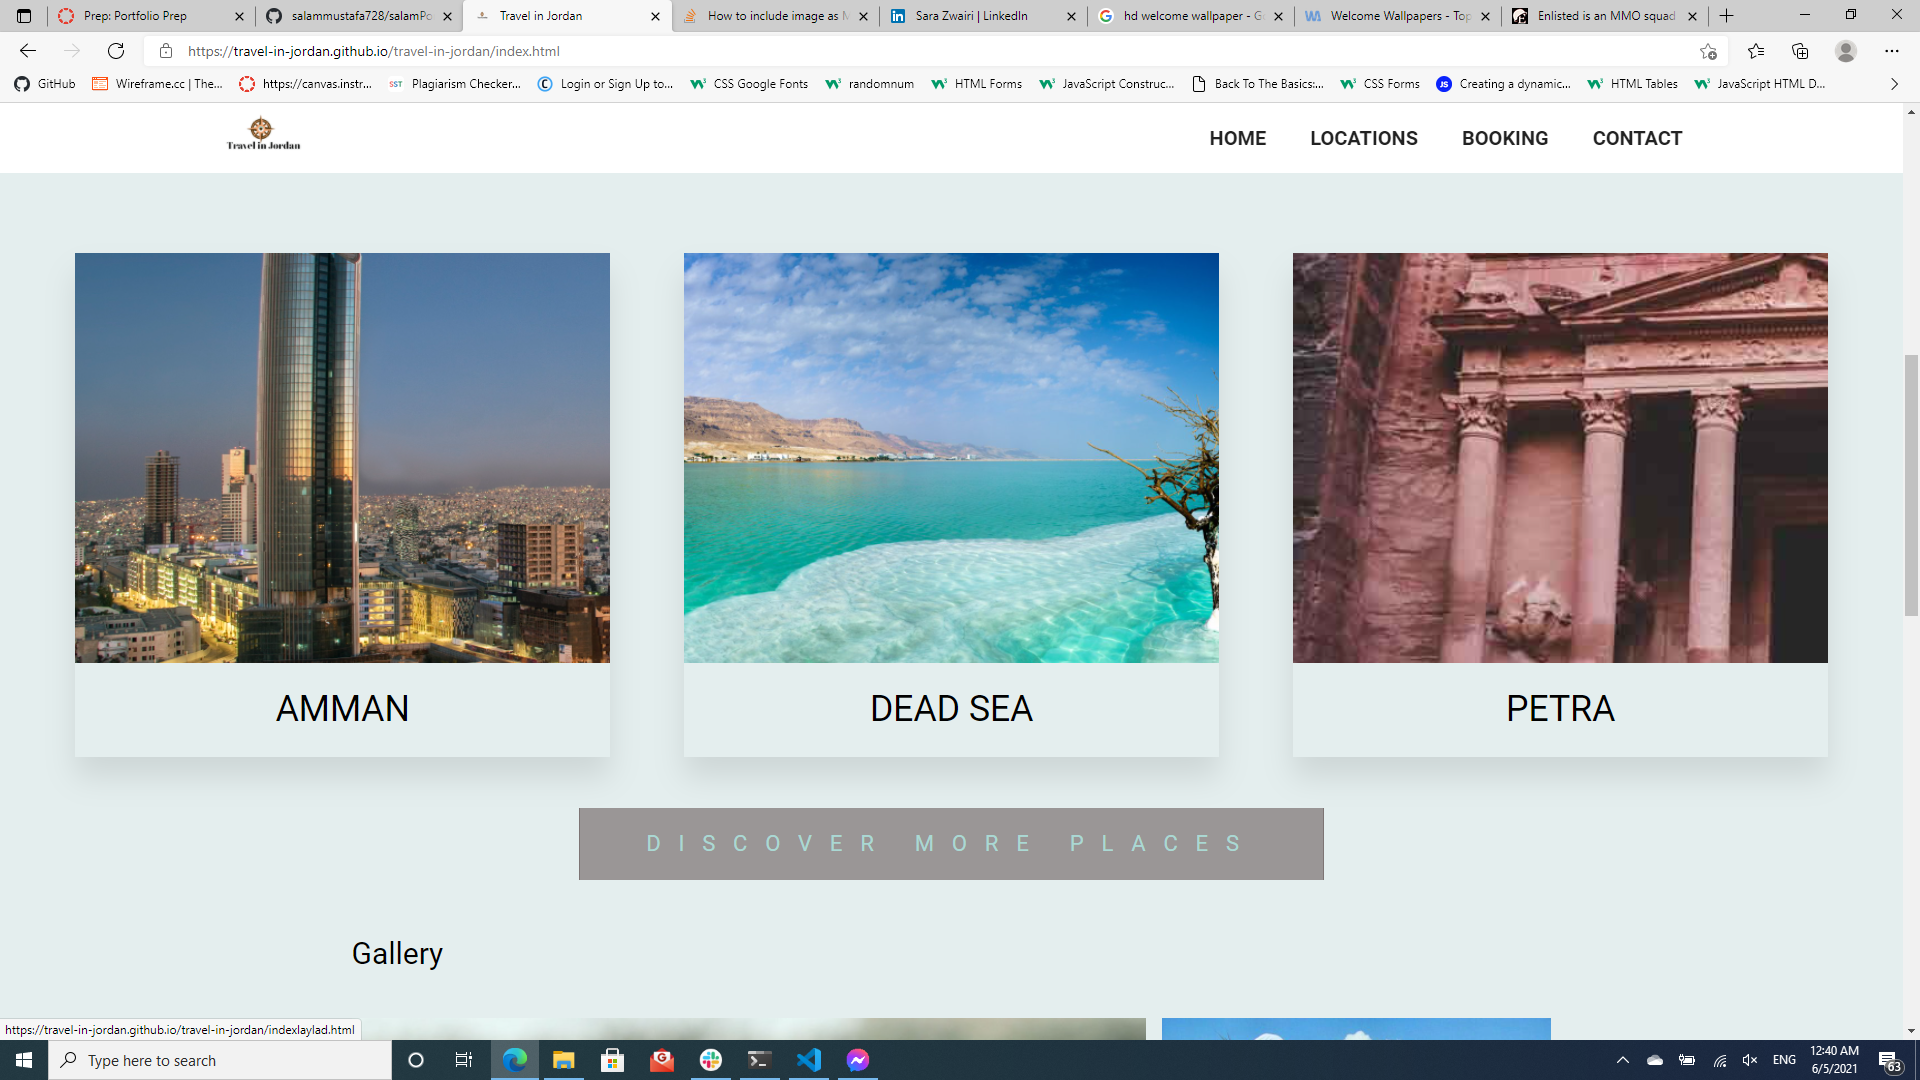 Prep: Portfolio Prep
salammustafa728/salamPo
Travel in Jordan
How to include image as M
Sara Zwairi | LinkedIn
hd welcome wallpaper - Go
Welcome Wallpapers - Top
Enlisted is an MMO squad
https://travel-in-jordan.github.io/travel-in-jordan/index.html
GitHub
Wireframe.cc | The...
https://canvas.instr...
SST
Plagiarism Checker...
Login or Sign Up to...
CSS Google Fonts
randomnum
HTML Forms
JavaScript Construc...
Back To The Basics:...
CSS Forms
JS
Creating a dynamic...
HTML Tables
JavaScript HTML D...
Travel in Jordan
HOME
LOCATIONS
BOOKING
CONTACT
AMMAN
DEAD SEA
PETRA
DISCOVER MORE PLACES
Gallery
https://travel-in-jordan.github.io/travel-in-jordan/indexlaylad.html
Type here to search
ENG
12:40 AM
6/5/2021
63